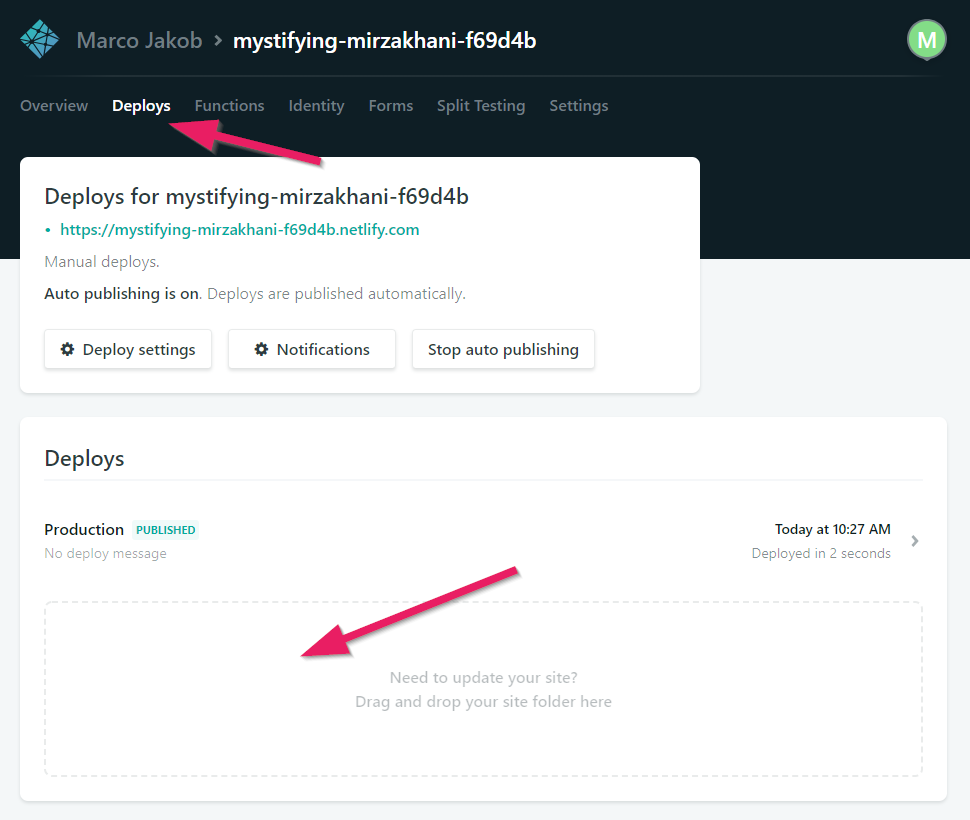 Marco Jakob > mystifying-mirzakhani-f69d4b
M
Overview Deploys Functions Identity Forms Split Testing Settings
Deploys for mystifying-mirzakhani-f69d4b
• https://mystifying-mirzakhani-f69d4b.netlify.com
Manual deploys.
Auto publishing is on. Deploys are published automatically.
Deploy settings Notifications Stop auto publishing
Deploys
Production PUBLISHED Today at 10:27 AM
No deploy message Deployed in 2 seconds
Need to update your site?
Drag and drop your site folder here